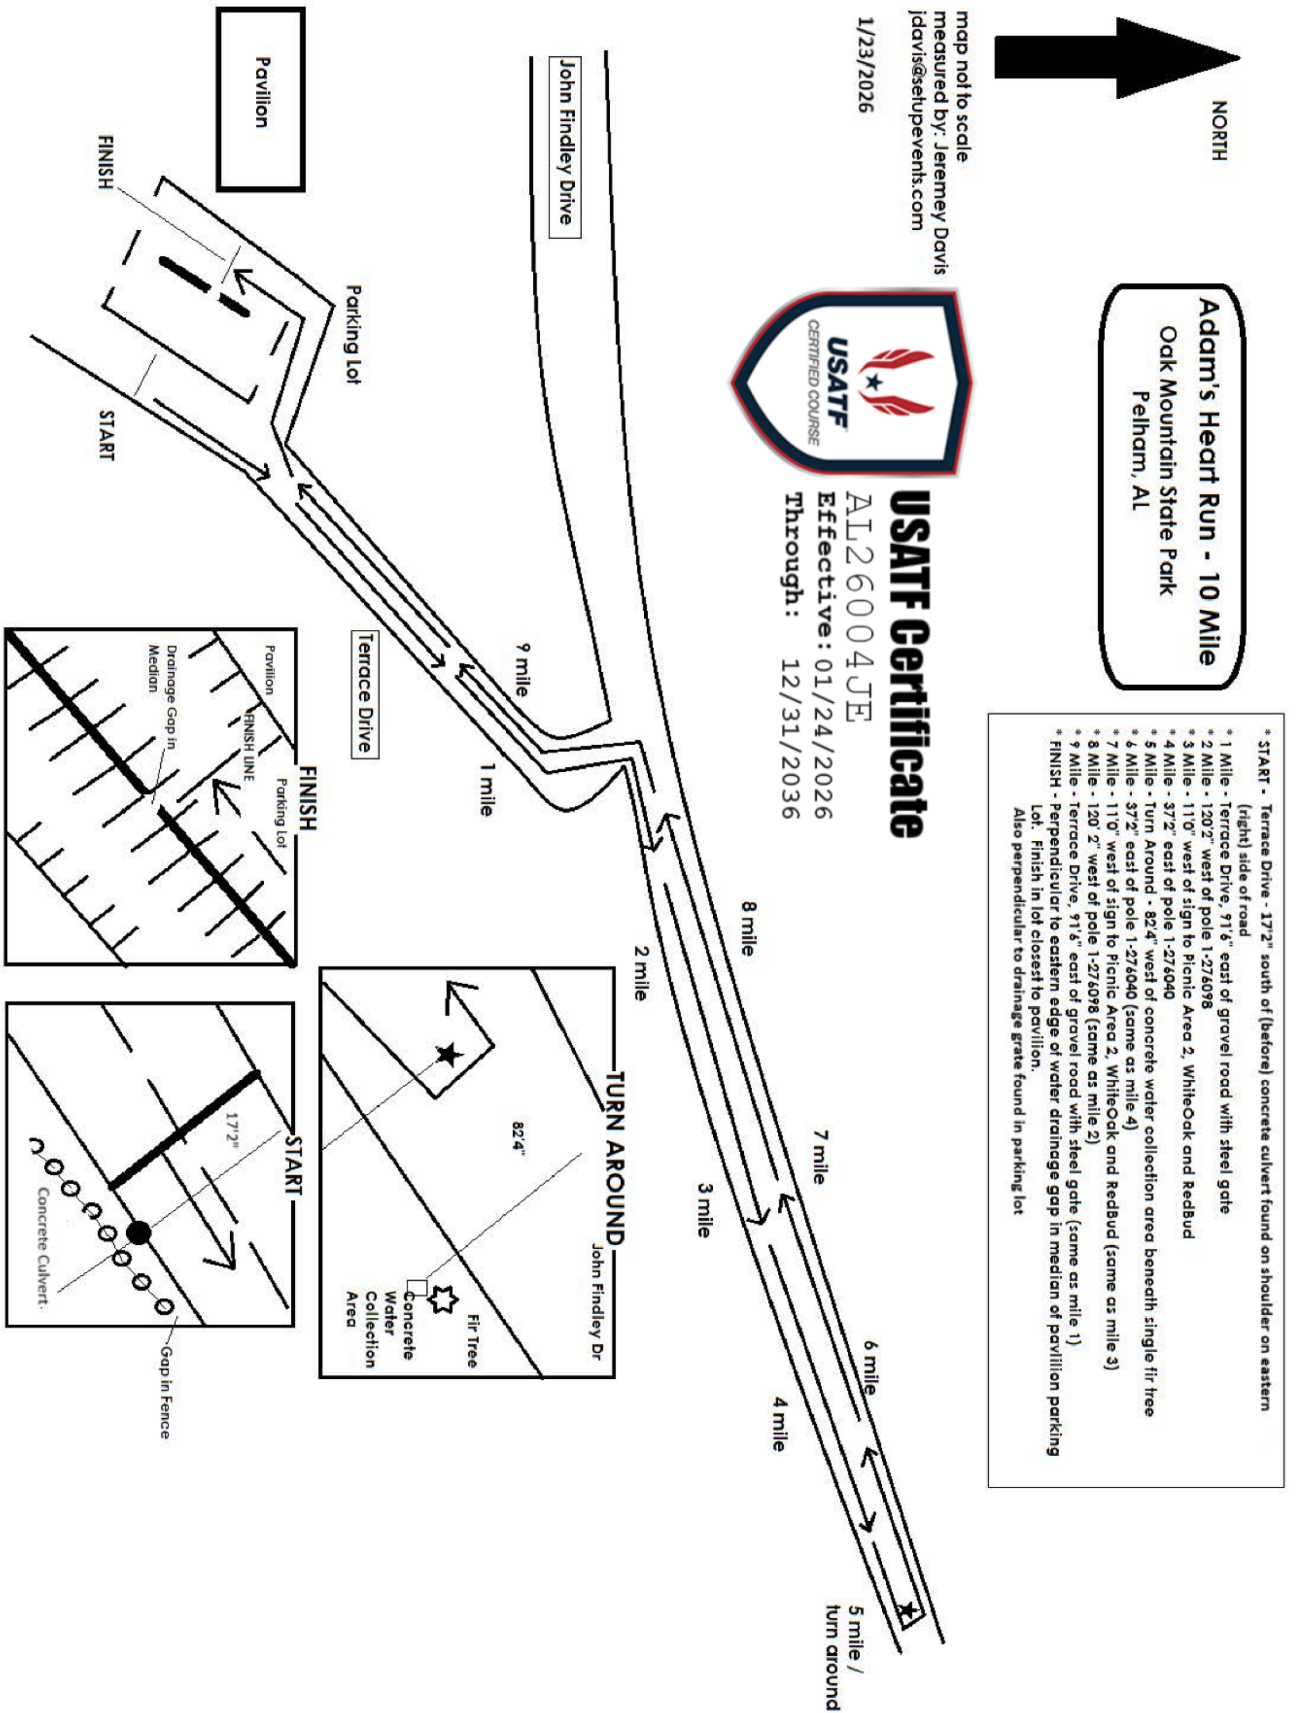 NORTH
map not to scale
measured by: Jeremey Davis
jdavis@setupevents.com
1/23/2026
Adam's Heart Run - 10 Mile
Oak Mountain State Park
Pelham, AL
* START - Terrace Drive - 17'2" south of (before) concrete culvert found on shoulder on eastern
(right) side of road
* 1 Mile - Terrace Drive, 91'6" east of gravel road with steel gate
* 2 Mile - 120'2" west of pole 1-276098
* 3 Mile - 11'0" west of sign to Picnic Area 2, WhiteOak and RedBud
* 4 Mile - 37'2" east of pole 1-276040
* 5 Mile - Turn Around - 82'4" west of concrete water collection area beneath single fir tree
* 6 Mile - 37'2" east of pole 1-276040 (same as mile 4)
* 7 Mile - 11'0" west of sign to Picnic Area 2, WhiteOak and RedBud (same as mile 3)
* 8 Mile - 120' 2" west of pole 1-276098 (same as mile 2)
* 9 Mile - Terrace Drive, 91'6" east of gravel road with steel gate (same as mile 1)
* FINISH - Perpendicular to eastern edge of water drainage gap in median of pavlilion parking
Lot. Finish in lot closest to pavilion.
Also perpendicular to drainage grate found in parking lot
USATF
CERTIFIED COURSE
USATF Certificate
AL26004JE
Effective: 01/24/2026
Through: 12/31/2036
John Findley Drive
Pavilion
FINISH
Parking Lot
START
Terrace Drive
9 mile
1 mile
8 mile
2 mile
7 mile
3 mile
6 mile
4 mile
5 mile /
turn around
FINISH
Pavilion
Parking Lot
FINISH LINE
Drainage Gap in
Median
TURN AROUND
John Findley Dr
82'4"
Fir Tree
Concrete
Water
Collection
Area
START
17'2"
Concrete Culvert
Gap in Fence